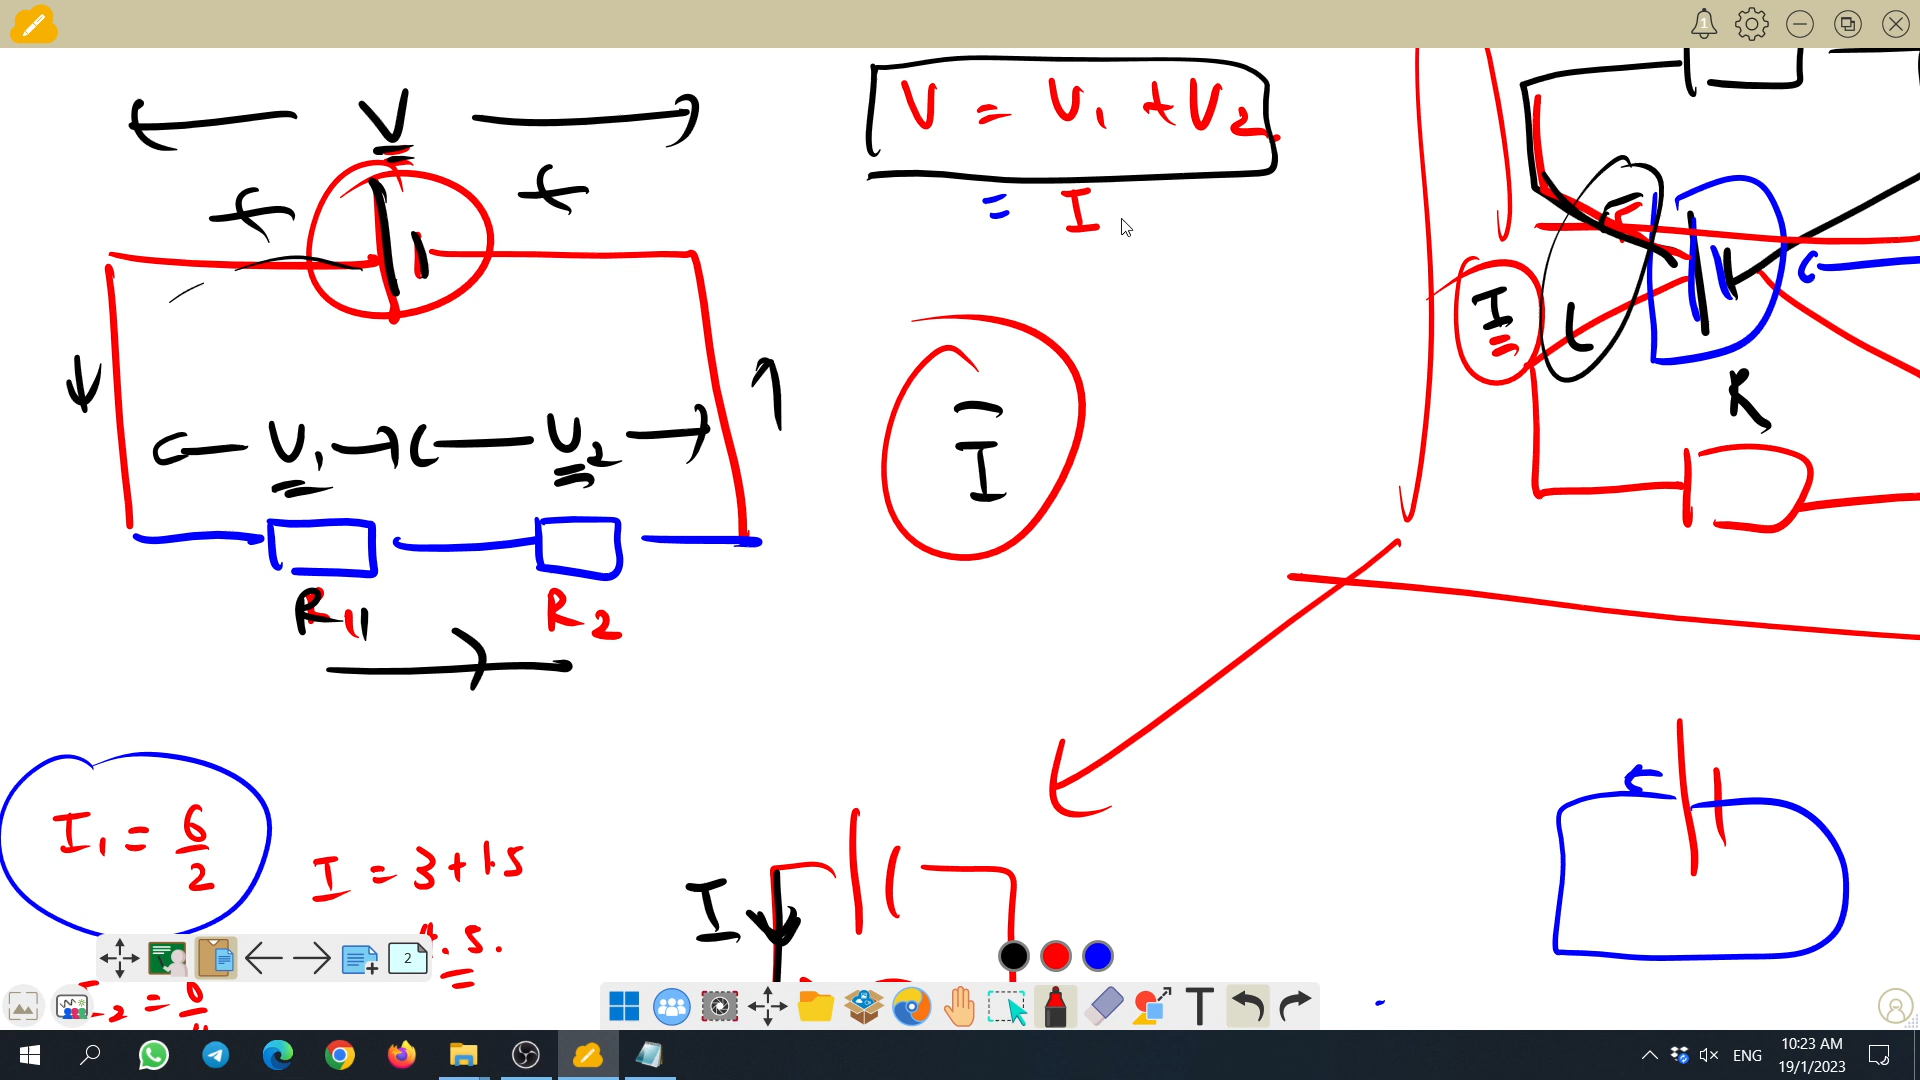 V
V = V1 + V2
= I
+ +
V1 V2
I
R1 R2
I
R
I1 = 6/2
I = 3 + 1.5
4.5.
2
I
T
ENG
10:23 AM
19/1/2023